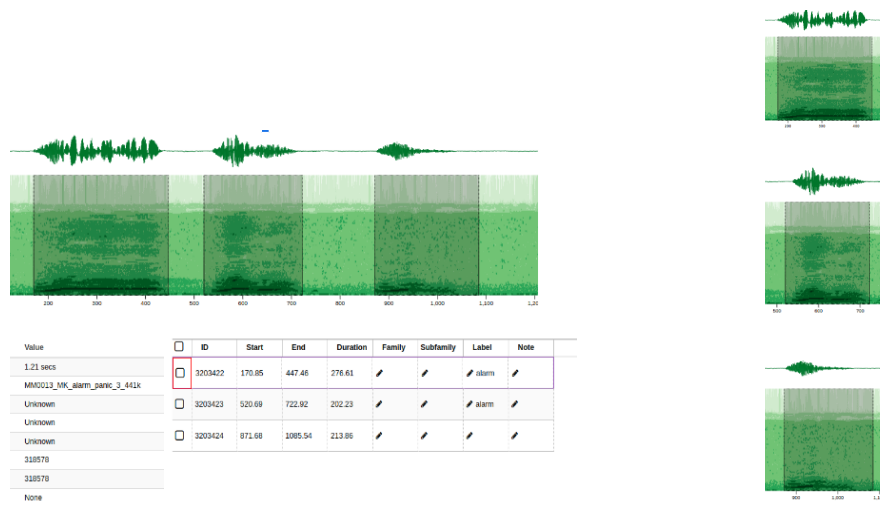 200 300 400 500 600 700 800 900 1,000 1,100 1,20
Value
1.21 secs
MM0013_MK_alarm_panic_3_441k
Unknown
Unknown
Unknown
318578
318578
None
ID Start End Duration Family Subfamily Label Note
3203422 170.85 447.46 276.61 alarm
3203423 520.69 722.92 202.23 alarm
3203424 871.68 1085.54 213.86
200 300 400
500 600 700
900 1,000 1,1